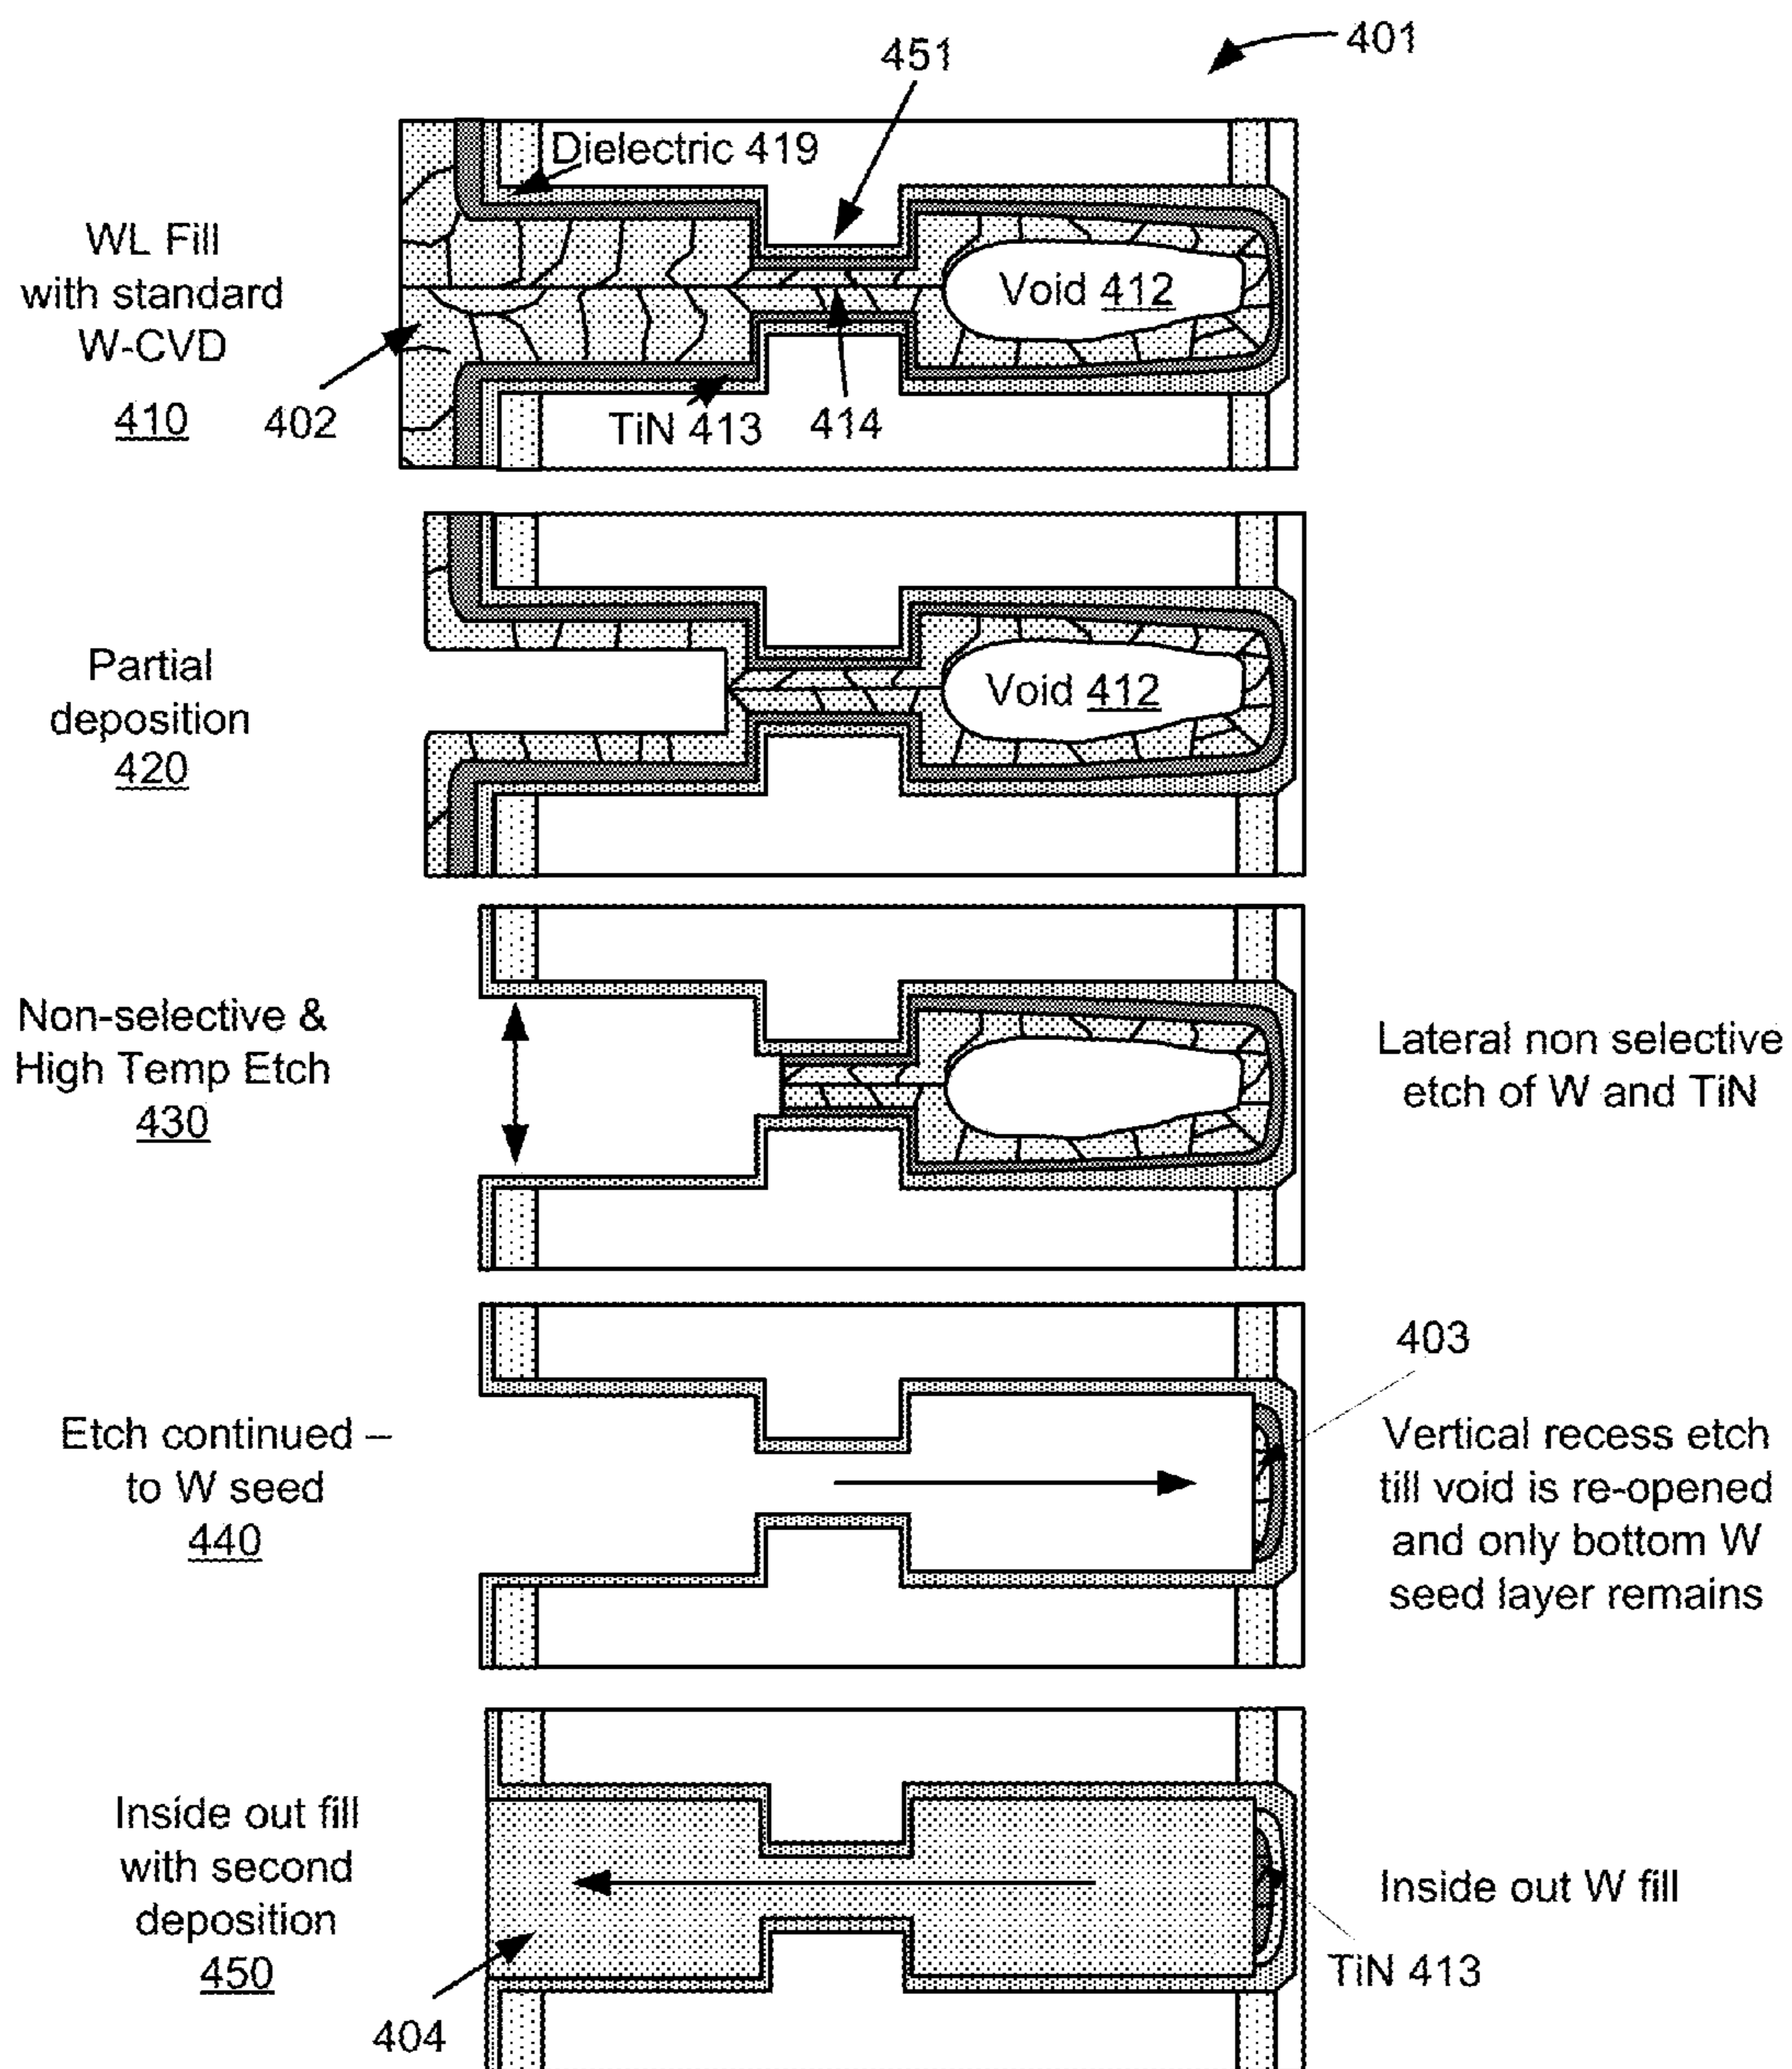 401
451
Dielectric 419
WL Fill
with standard
W-CVD
410
402
Void 412
TiN 413
414
Partial
deposition
420
Void 412
Non-selective &
High Temp Etch
430
Lateral non selective
etch of W and TiN
403
Etch continued –
to W seed
440
Vertical recess etch
till void is re-opened
and only bottom W
seed layer remains
Inside out fill
with second
deposition
450
404
Inside out W fill
TiN 413